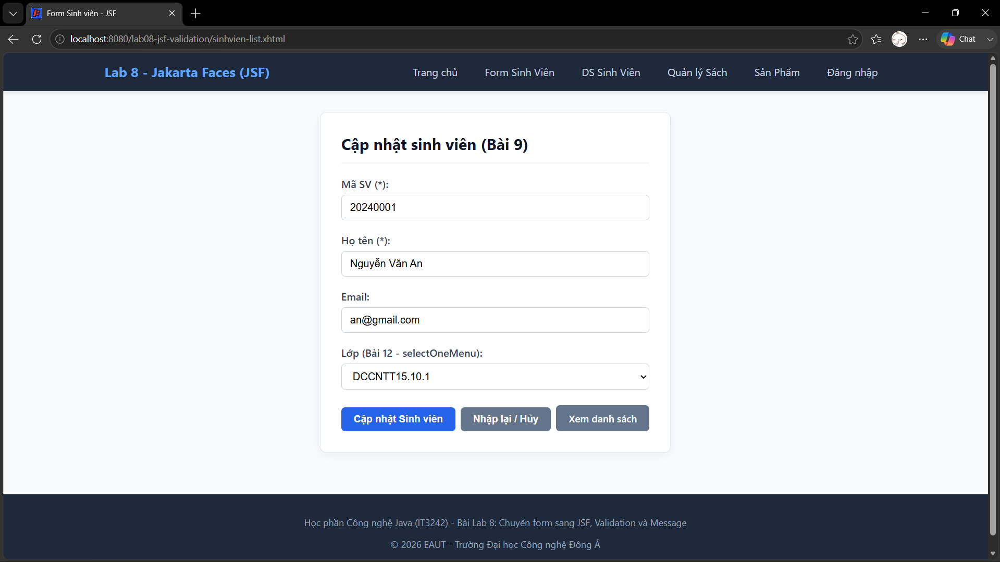 Form Sinh viên - JSF
localhost:8080/lab08-jsf-validation/sinhvien-list.xhtml
Chat
Lab 8 - Jakarta Faces (JSF)
Trang chủ
Form Sinh Viên
DS Sinh Viên
Quản lý Sách
Sản Phẩm
Đăng nhập
Cập nhật sinh viên (Bài 9)
Mã SV (*):
20240001
Họ tên (*):
Nguyễn Văn An
Email:
an@gmail.com
Lớp (Bài 12 - selectOneMenu):
DCCNTT15.10.1
Cập nhật Sinh viên
Nhập lại / Hủy
Xem danh sách
Học phần Công nghệ Java (IT3242) - Bài Lab 8: Chuyển form sang JSF, Validation và Message
© 2026 EAUT - Trường Đại học Công nghệ Đông Á